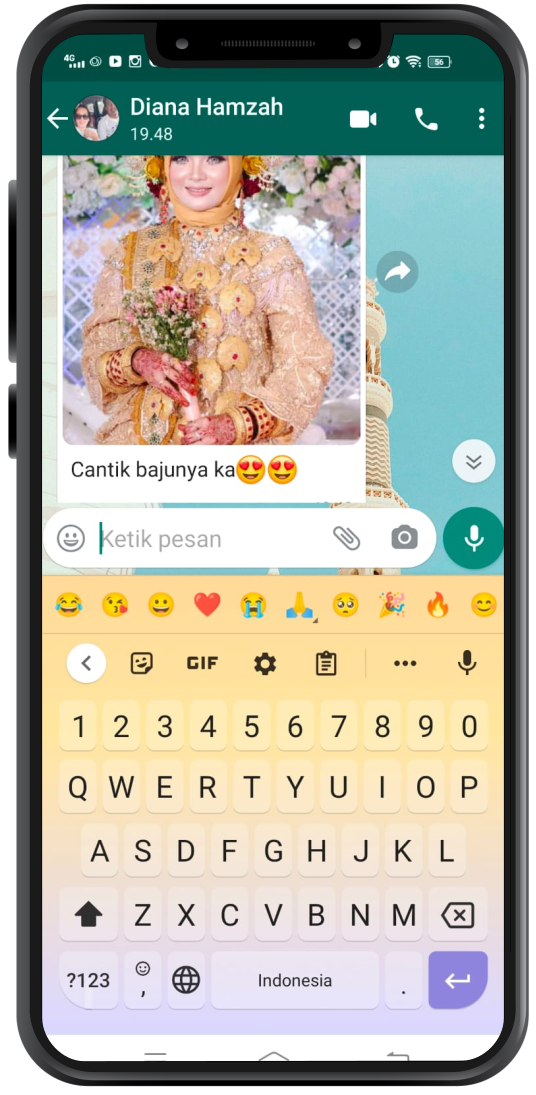 4G
56
Diana Hamzah
19.48
Cantik bajunya ka😍😍
Ketik pesan
GIF
1 2 3 4 5 6 7 8 9 0
Q W E R T Y U I O P
A S D F G H J K L
Z X C V B N M
?123 , Indonesia .